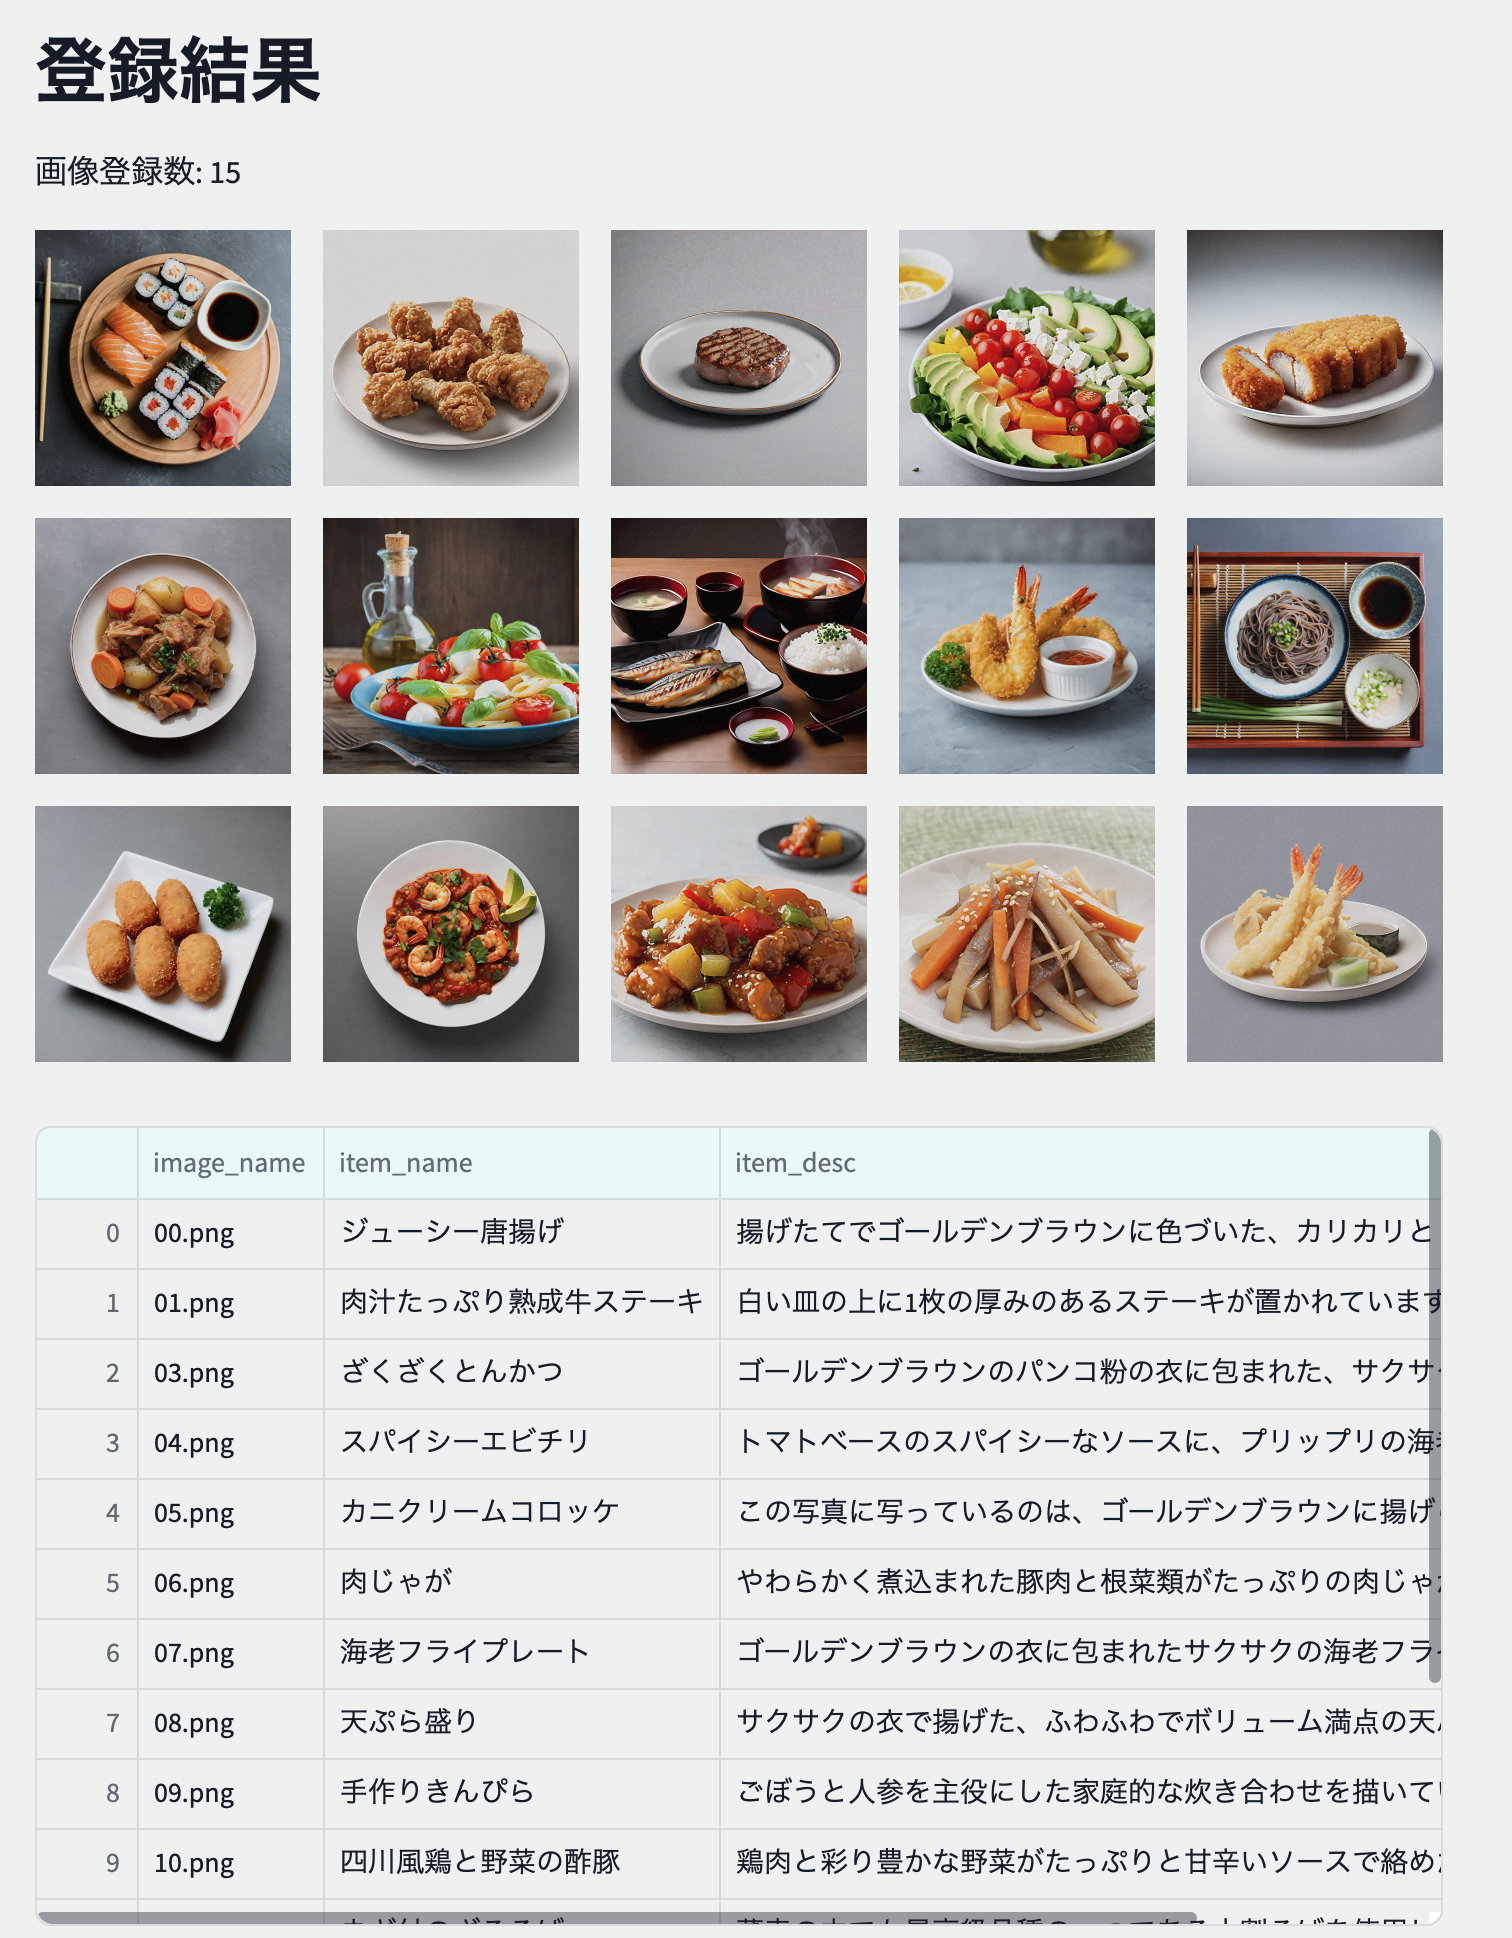 登録結果
画像登録数: 15
image_name item_name item_desc
0 00.png ジューシー唐揚げ 揚げたてでゴールデンブラウンに色づいた、カリカリと
1 01.png 肉汁たっぷり熟成牛ステーキ 白い皿の上に1枚の厚みのあるステーキが置かれています
2 03.png ざくざくとんかつ ゴールデンブラウンのパンコ粉の衣に包まれた、サクサ
3 04.png スパイシーエビチリ トマトベースのスパイシーなソースに、プリップリの海
4 05.png カニクリームコロッケ この写真に写っているのは、ゴールデンブラウンに揚げ
5 06.png 肉じゃが やわらかく煮込まれた豚肉と根菜類がたっぷりの肉じゃ
6 07.png 海老フライプレート ゴールデンブラウンの衣に包まれたサクサクの海老フラ
7 08.png 天ぷら盛り サクサクの衣で揚げた、ふわふわでボリューム満点の天
8 09.png 手作りきんぴら ごぼうと人参を主役にした家庭的な炊き合わせを描いて
9 10.png 四川風鶏と野菜の酢豚 鶏肉と彩り豊かな野菜がたっぷりと甘辛いソースで絡め